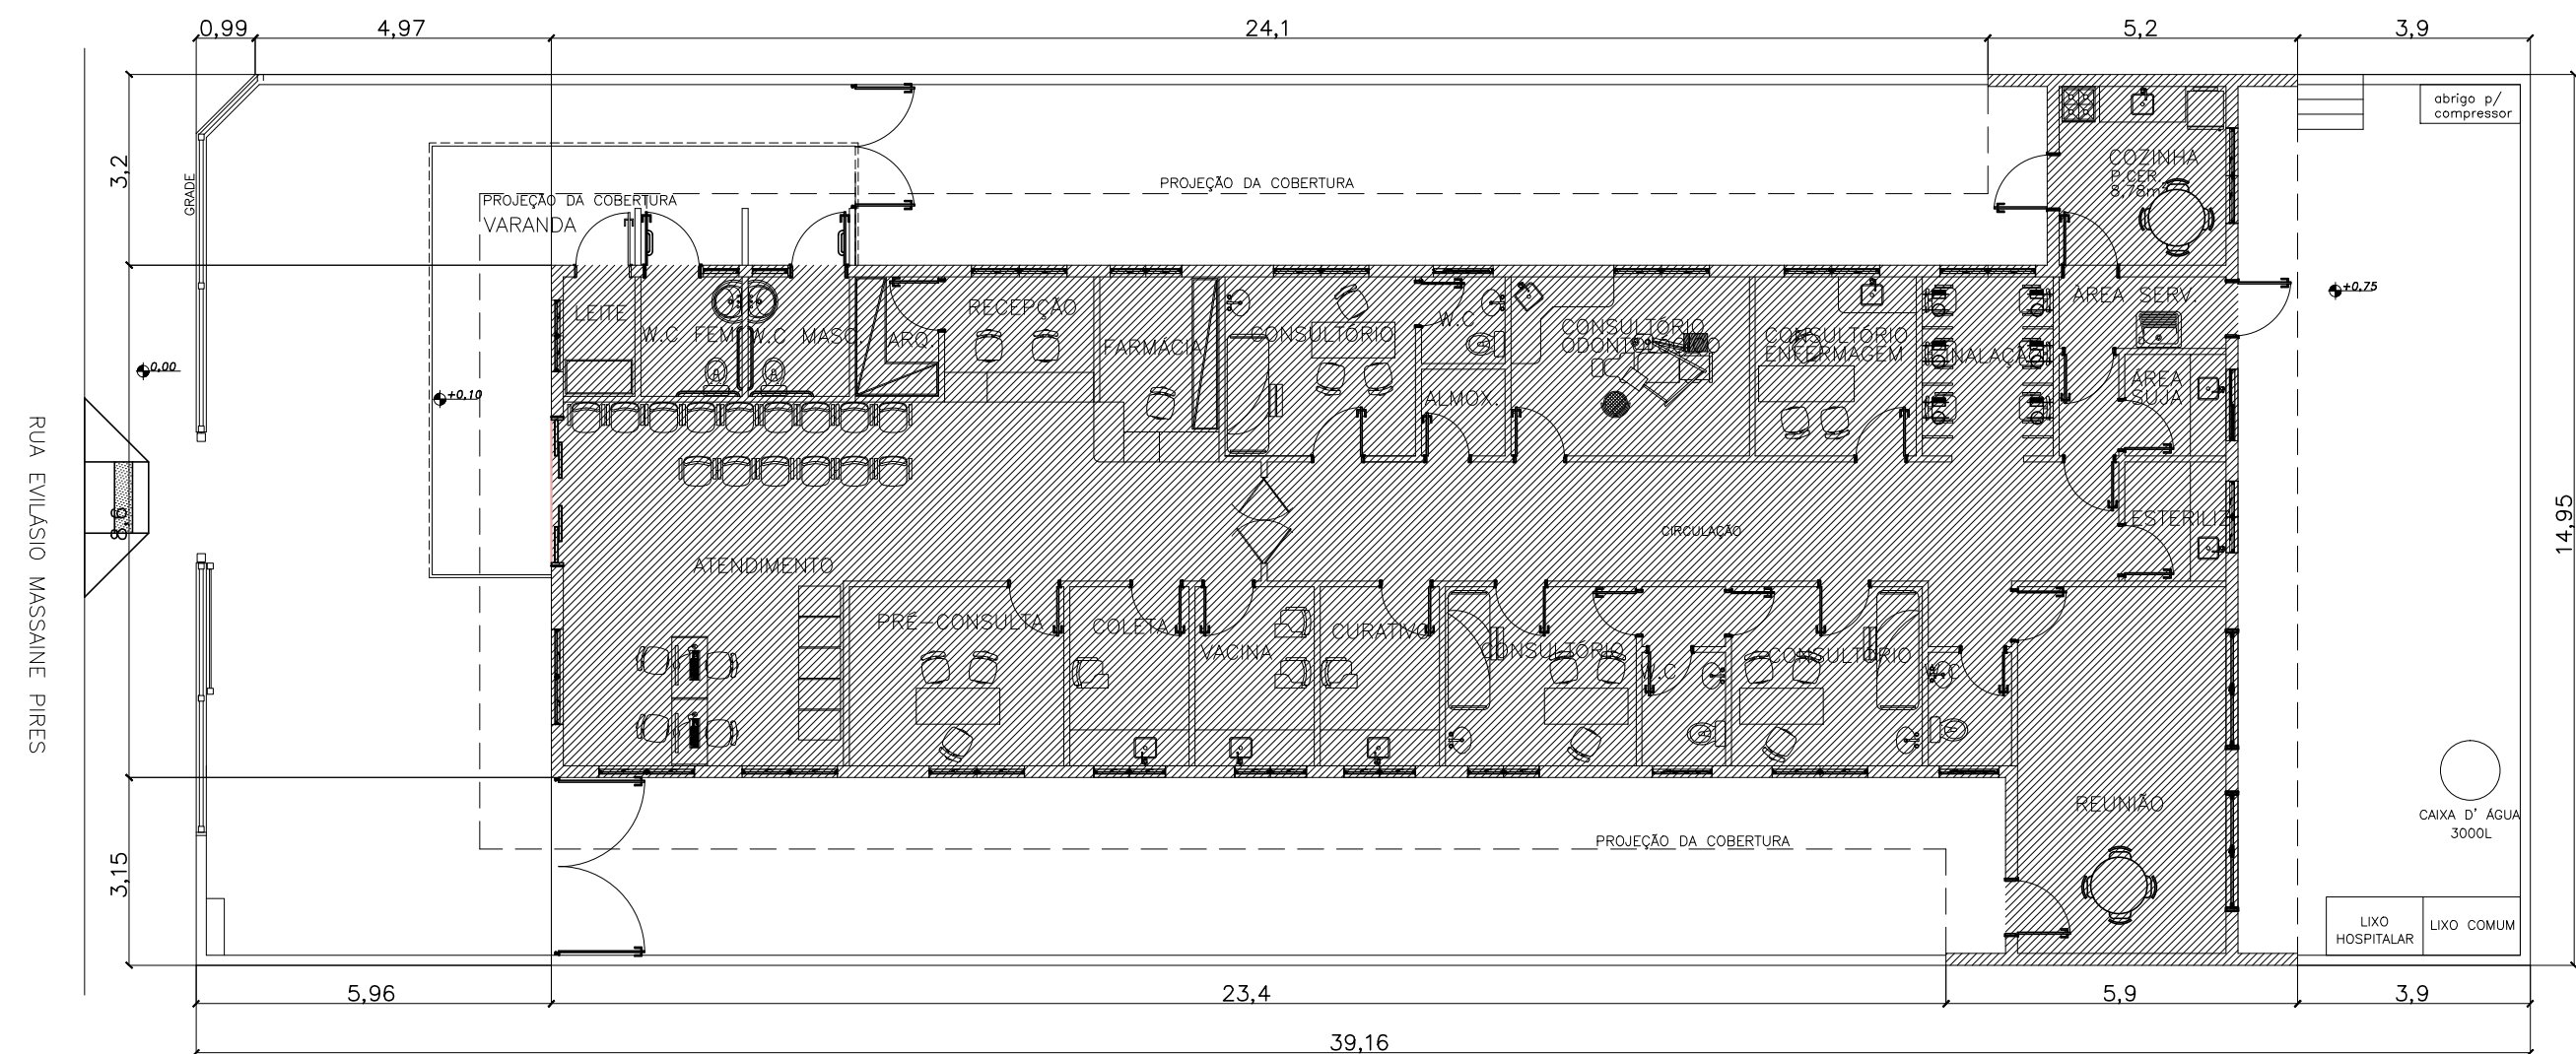 0,99
4,97
24,1
5,2
3,9
abrigo p/
compressor
3,2
GRADE
PROJEÇÃO DA COBERTURA
PROJEÇÃO DA COBERTURA
VARANDA
COZINHA
P.CER.
8,78m
+0,75
LEITE
W.C FEM.
W.C MASC.
ARQ.
RECEPÇÃO
FARMÁCIA
CONSULTÓRIO
W.C
ALMOX.
CONSULTÓRIO
ODONTOLÓGICO
CONSULTÓRIO
ENFERMAGEM
INALAÇÃO
ÁREA SERV.
ÁREA
SUJA
0,00
+0,10
RUA EVILÁSIO MASSAINE PIRES
8,6
14,95
ESTERILIZ.
CIRCULAÇÃO
ATENDIMENTO
PRÉ-CONSULTA
COLETA
VACINA
CURATIVO
CONSULTÓRIO
W.C
CONSULTÓRIO
W.C
REUNIÃO
CAIXA D' ÁGUA
3000L
PROJEÇÃO DA COBERTURA
3,15
LIXO
HOSPITALAR
LIXO COMUM
5,96
23,4
5,9
3,9
39,16